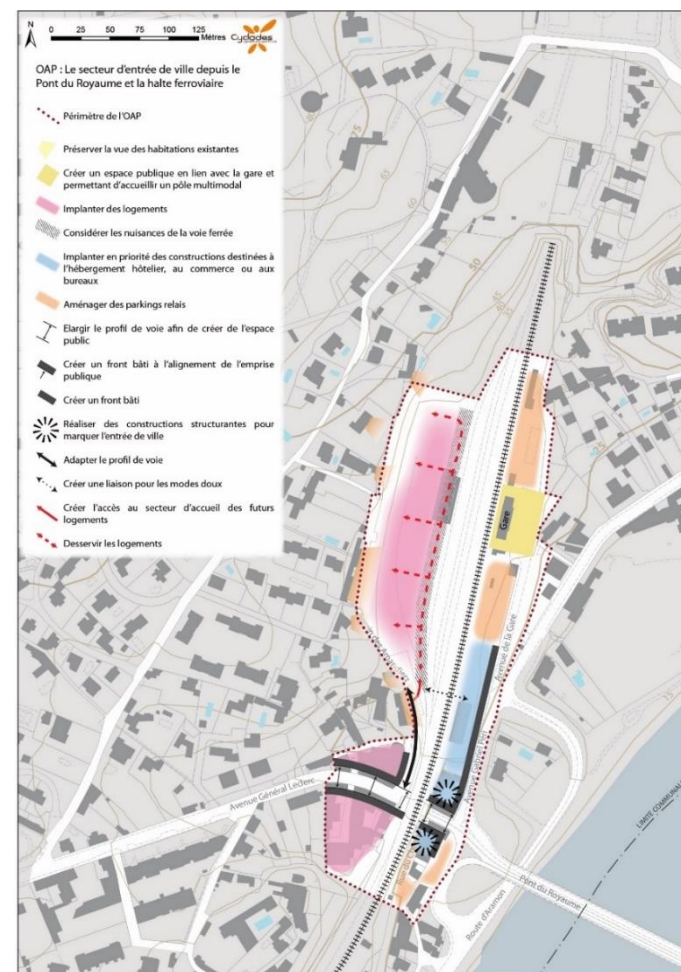 N
0 25 50 75 100 125
Mètres
Cyclades
OAP : Le secteur d'entrée de ville depuis le
Pont du Royaume et la halte ferroviaire
Périmètre de l'OAP
Préserver la vue des habitations existantes
Créer un espace publique en lien avec la gare et
permettant d'accueillir un pôle multimodal
Implanter des logements
Considérer les nuisances de la voie ferrée
Implanter en priorité des constructions destinées à
l'hébergement hôtelier, au commerce ou aux
bureaux
Aménager des parkings relais
Elargir le profil de voie afin de créer de l'espace
public
Créer un front bâti à l'alignement de l'emprise
publique
Créer un front bâti
Réaliser des constructions structurantes pour
marquer l'entrée de ville
Adapter le profil de voie
Créer une liaison pour les modes doux
Créer l'accès au secteur d'accueil des futurs
logements
Desservir les logements
Gare
Avenue de la Gare
Avenue Gabriel Péri
Avenue Général Leclerc
Pont du Royaume
Route d'Aramon
LIMITE COMMUNALE